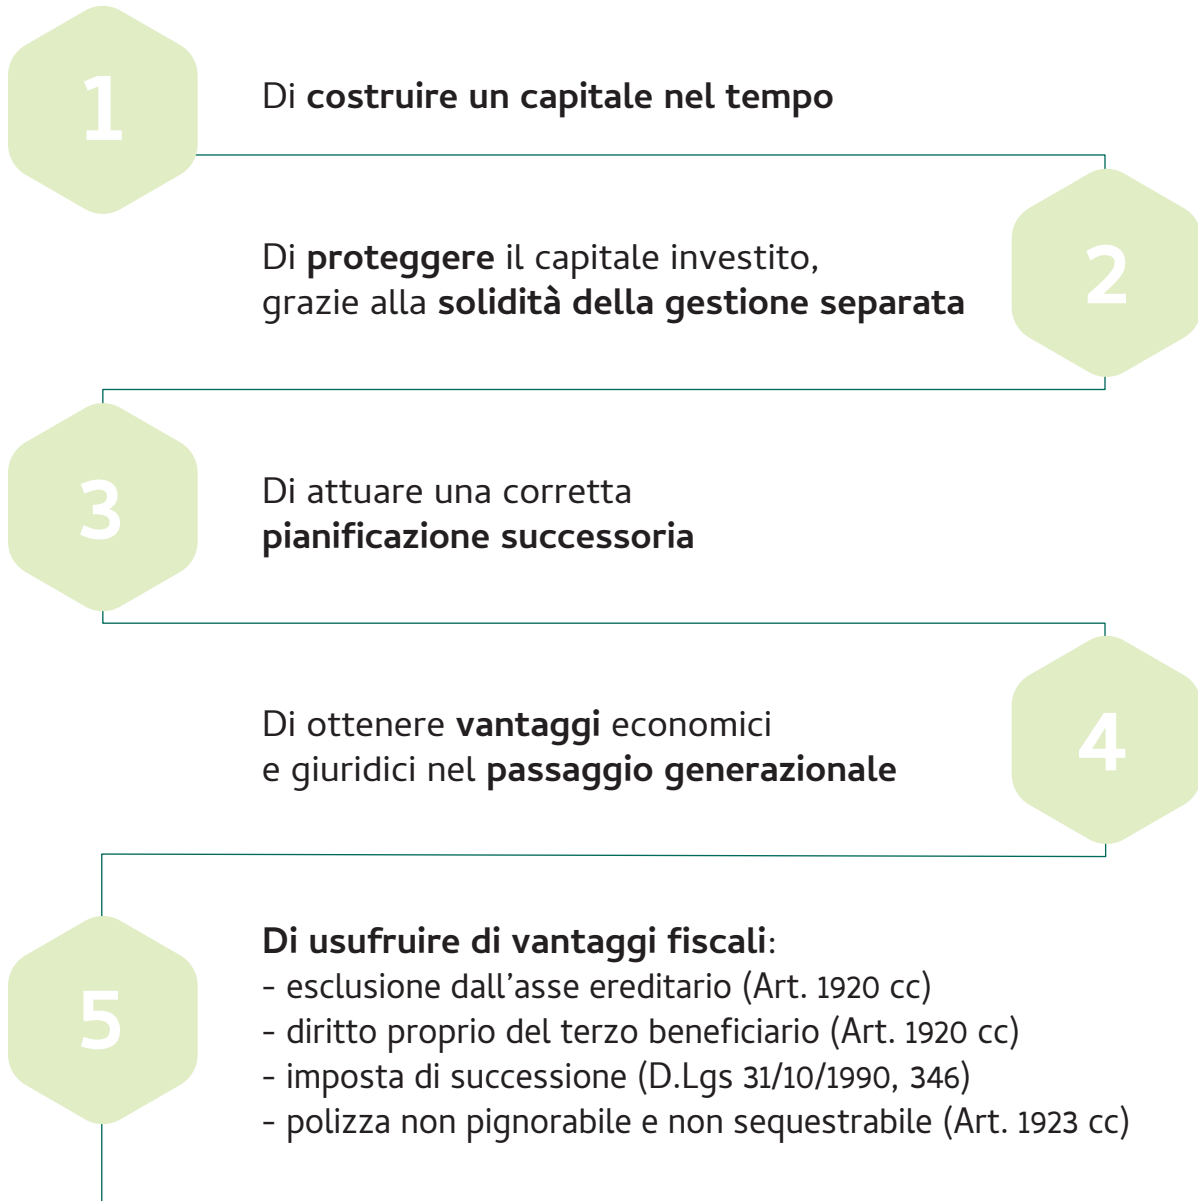 1
Di costruire un capitale nel tempo
Di proteggere il capitale investito,
grazie alla solidità della gestione separata
2
3
Di attuare una corretta
pianificazione successoria
Di ottenere vantaggi economici
e giuridici nel passaggio generazionale
4
5
Di usufruire di vantaggi fiscali:
- esclusione dall’asse ereditario (Art. 1920 cc)
- diritto proprio del terzo beneficiario (Art. 1920 cc)
- imposta di successione (D.Lgs 31/10/1990, 346)
- polizza non pignorabile e non sequestrabile (Art. 1923 cc)